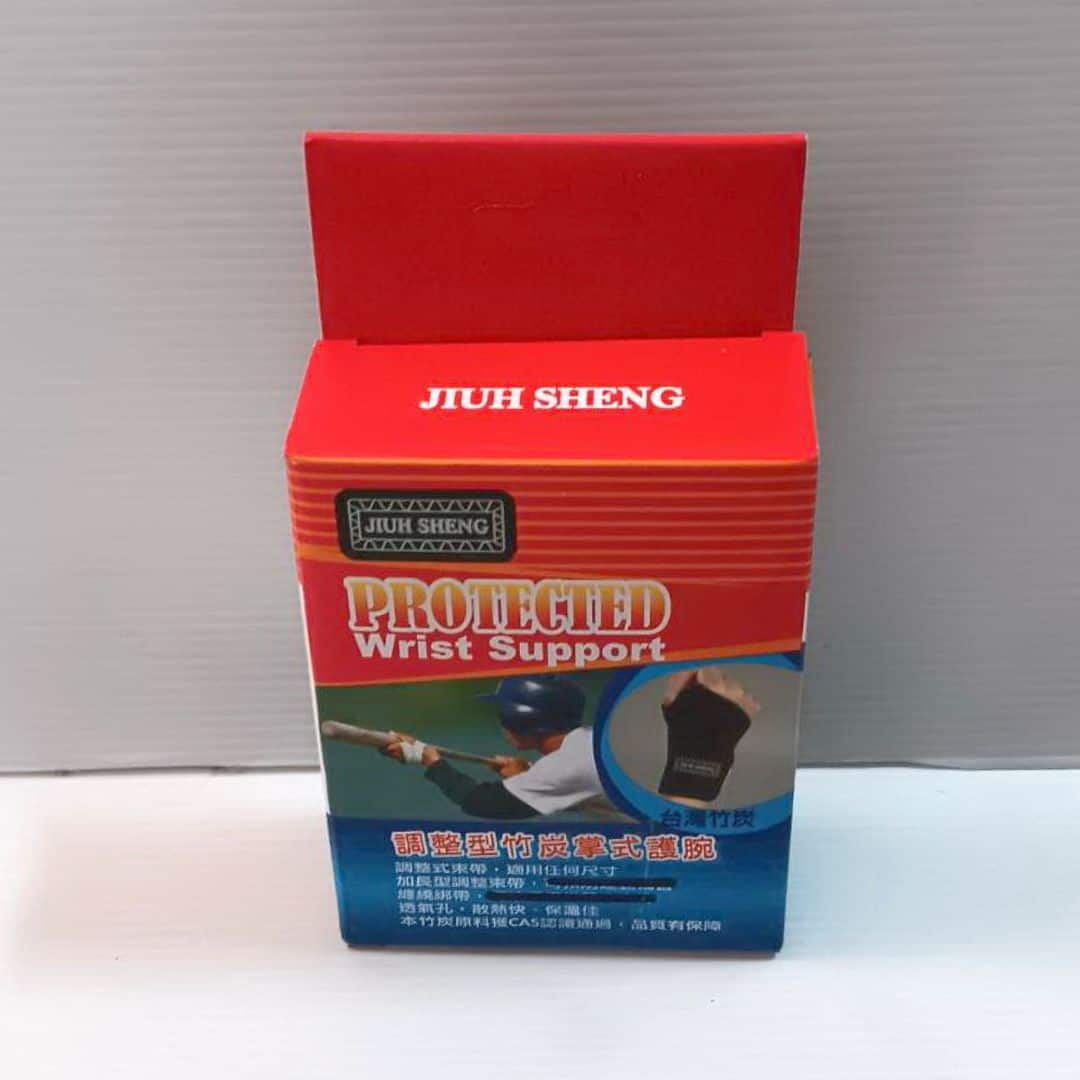 JIUH SHENG
JIUH SHENG
PROTECTED
Wrist Support
JIUH SHENG
台灣竹炭
調整型竹炭掌式護腕
調整式束帶，適用任何尺寸
加長型調整束帶，
纏繞綁帶，
透氣孔，散熱快、保溫佳
本竹炭原料獲CAS認證通過，品質有保障